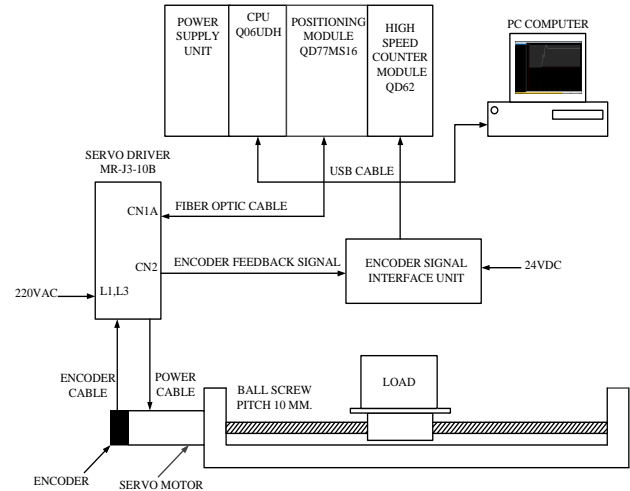 POWER
SUPPLY
UNIT
CPU
Q06UDH
POSITIONING
MODULE
QD77MS16
HIGH
SPEED
COUNTER
MODULE
QD62
PC COMPUTER
SERVO DRIVER
MR-J3-10B
USB CABLE
CN1A
FIBER OPTIC CABLE
CN2
ENCODER FEEDBACK SIGNAL
ENCODER SIGNAL
INTERFACE UNIT
24VDC
220VAC
L1,L3
ENCODER
CABLE
POWER
CABLE
BALL SCREW
PITCH 10 MM.
LOAD
ENCODER
SERVO MOTOR